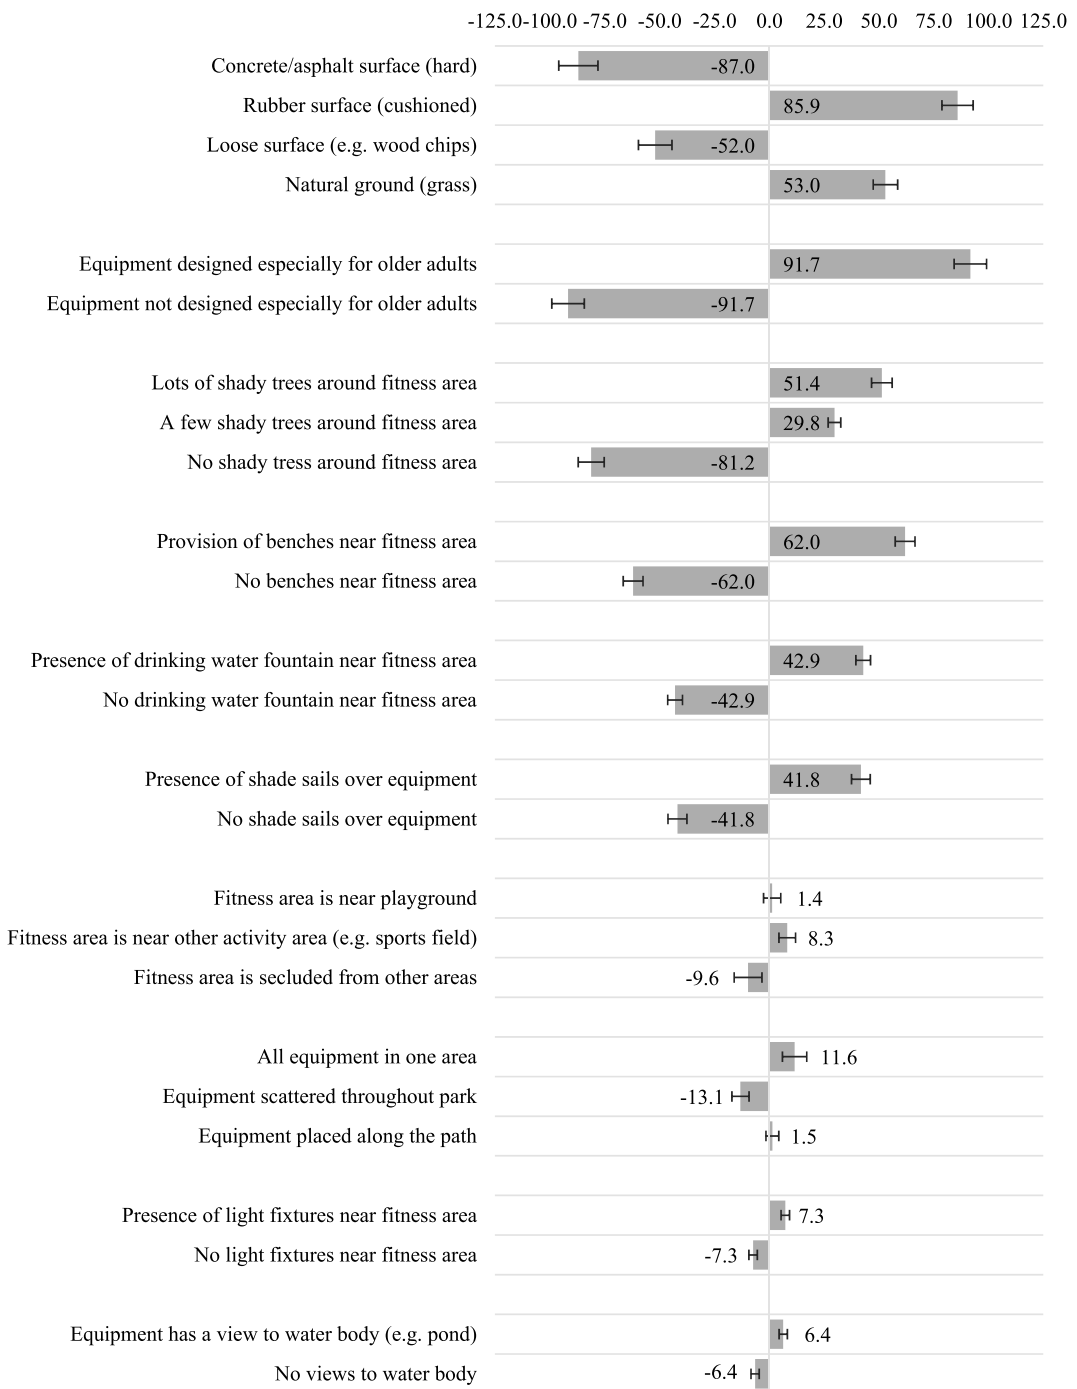 -125.0-100.0 -75.0 -50.0 -25.0 0.0 25.0 50.0 75.0 100.0 125.0
Concrete/asphalt surface (hard) -87.0
Rubber surface (cushioned) 85.9
Loose surface (e.g. wood chips) -52.0
Natural ground (grass) 53.0
Equipment designed especially for older adults 91.7
Equipment not designed especially for older adults -91.7
Lots of shady trees around fitness area 51.4
A few shady trees around fitness area 29.8
No shady tress around fitness area -81.2
Provision of benches near fitness area 62.0
No benches near fitness area -62.0
Presence of drinking water fountain near fitness area 42.9
No drinking water fountain near fitness area -42.9
Presence of shade sails over equipment 41.8
No shade sails over equipment -41.8
Fitness area is near playground 1.4
Fitness area is near other activity area (e.g. sports field) 8.3
Fitness area is secluded from other areas -9.6
All equipment in one area 11.6
Equipment scattered throughout park -13.1
Equipment placed along the path 1.5
Presence of light fixtures near fitness area 7.3
No light fixtures near fitness area -7.3
Equipment has a view to water body (e.g. pond) 6.4
No views to water body -6.4